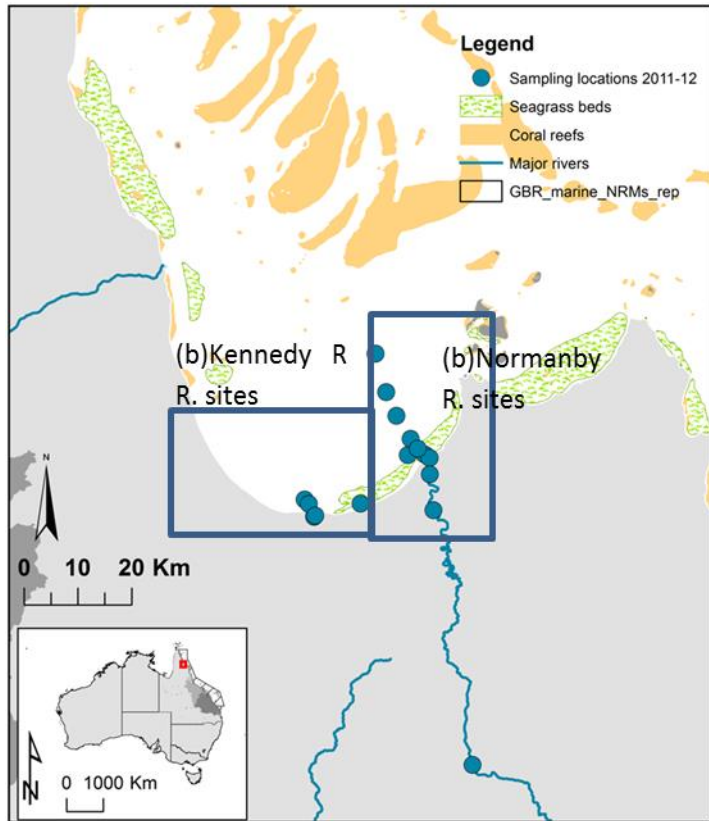 Legend
Sampling locations 2011-12
Seagrass beds
Coral reefs
Major rivers
GBR_marine_NRMs_rep
(b)Kennedy R
R. sites
(b)Normanby
R. sites
N
0 10 20 Km
N
0 1000 Km